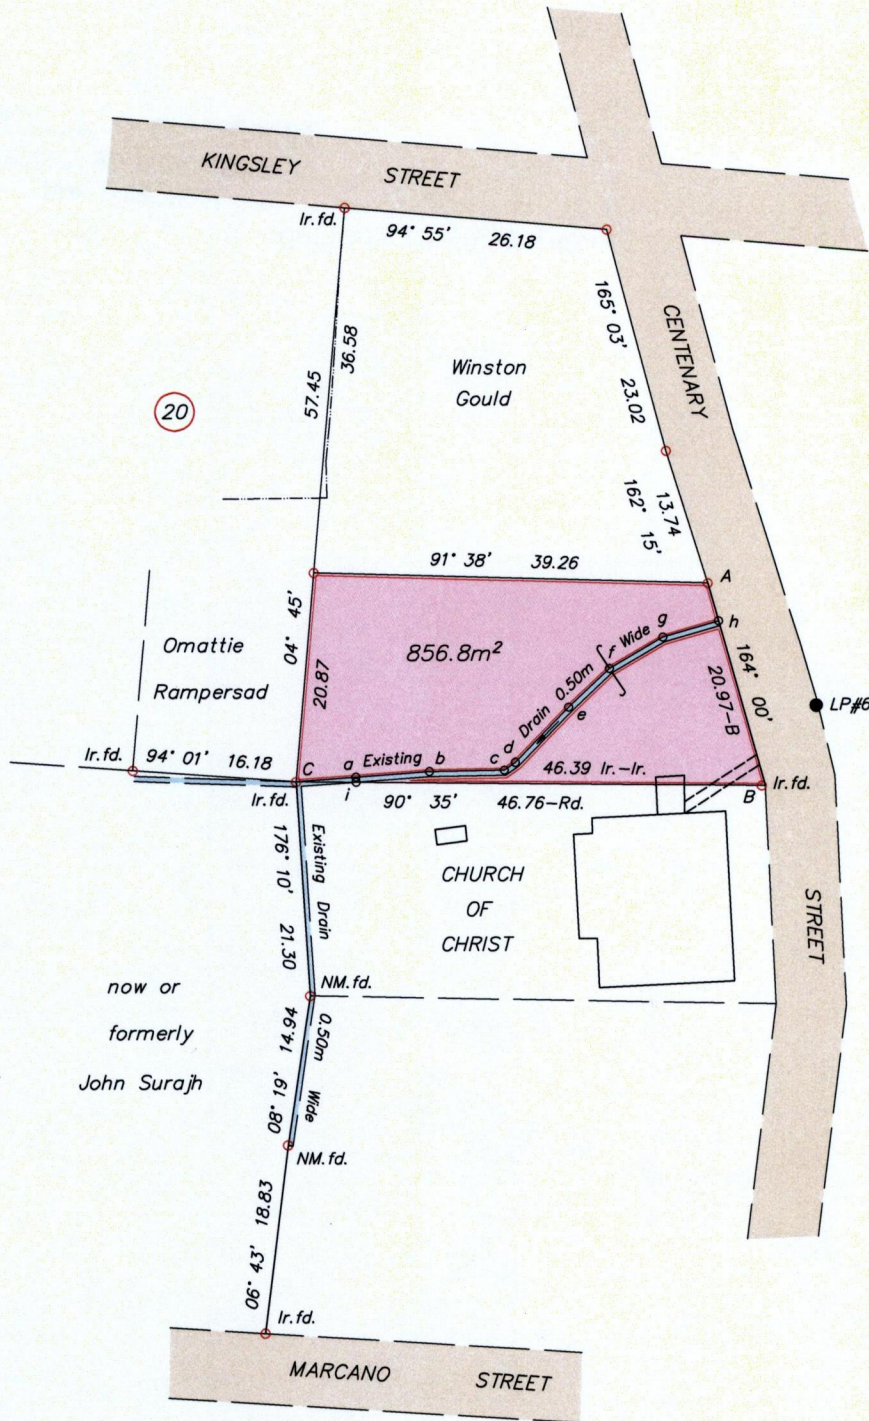 KINGSLEY STREET
Ir.fd.
94° 55' 26.18
165° 03' 23.02
CENTENARY
36.58
57.45
Winston
Gould
20
13.74
162° 15'
91° 38' 39.26
A
04° 45'
20.87
Omattie
Rampersad
856.8m²
h
g
f
Wide
0.50m
Drain
e
d
c
b
Existing
a
i
164° 00'
20.97-B
LP#6
Ir.fd.
94° 01' 16.18
C
Ir.fd.
46.39 Ir.-Ir.
90° 35' 46.76-Rd.
B
Ir.fd.
176° 10' 21.30
Existing Drain
CHURCH
OF
CHRIST
STREET
NM.fd.
now or
formerly
John Surajh
0.50m Wide
08° 19' 14.94
NM.fd.
06° 43' 18.83
Ir.fd.
MARCANO STREET